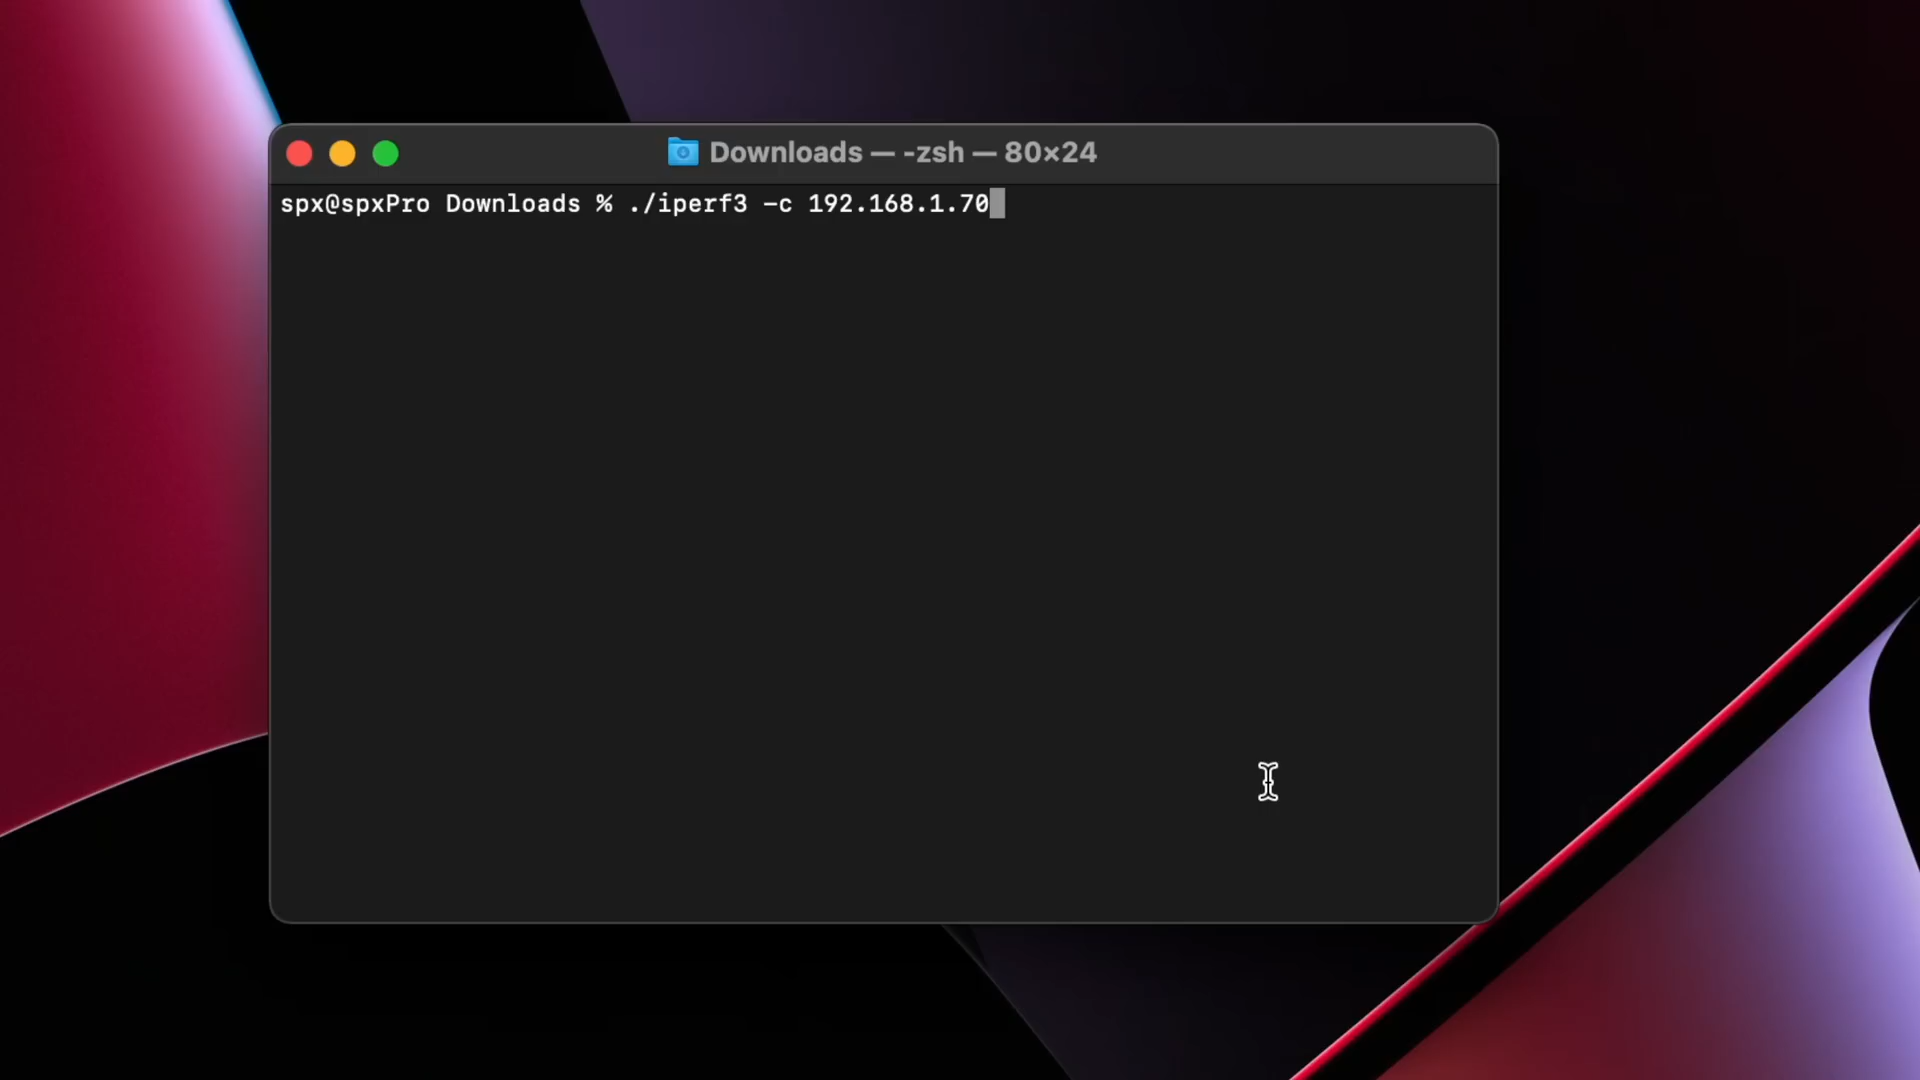 Downloads — -zsh — 80×24
spx@spxPro Downloads % ./iperf3 -c 192.168.1.70